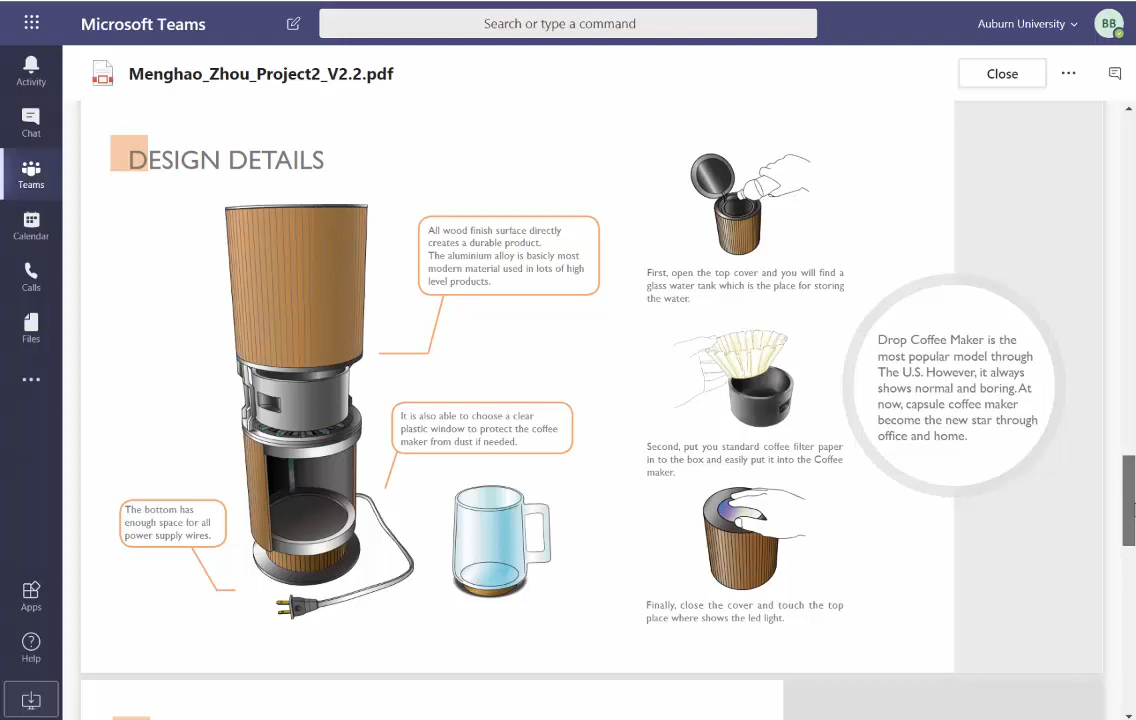 Microsoft Teams
Search or type a command
Auburn University
BB
Activity
Chat
Teams
Calendar
Calls
Files
Apps
Help
Menghao_Zhou_Project2_V2.2.pdf
Close
DESIGN DETAILS
All wood finish surface directly
creates a durable product.
The aluminium alloy is basicly most
modern material used in lots of high
level products.
It is also able to choose a clear
plastic window to protect the coffee
maker from dust if needed.
The bottom has
enough space for all
power supply wires.
First, open the top cover and you will find a
glass water tank which is the place for storing
the water.
Second, put you standard coffee filter paper
in to the box and easily put it into the Coffee
maker.
Finally, close the cover and touch the top
place where shows the led light.
Drop Coffee Maker is the
most popular model through
The U.S. However, it always
shows normal and boring. At
now, capsule coffee maker
become the new star through
office and home.